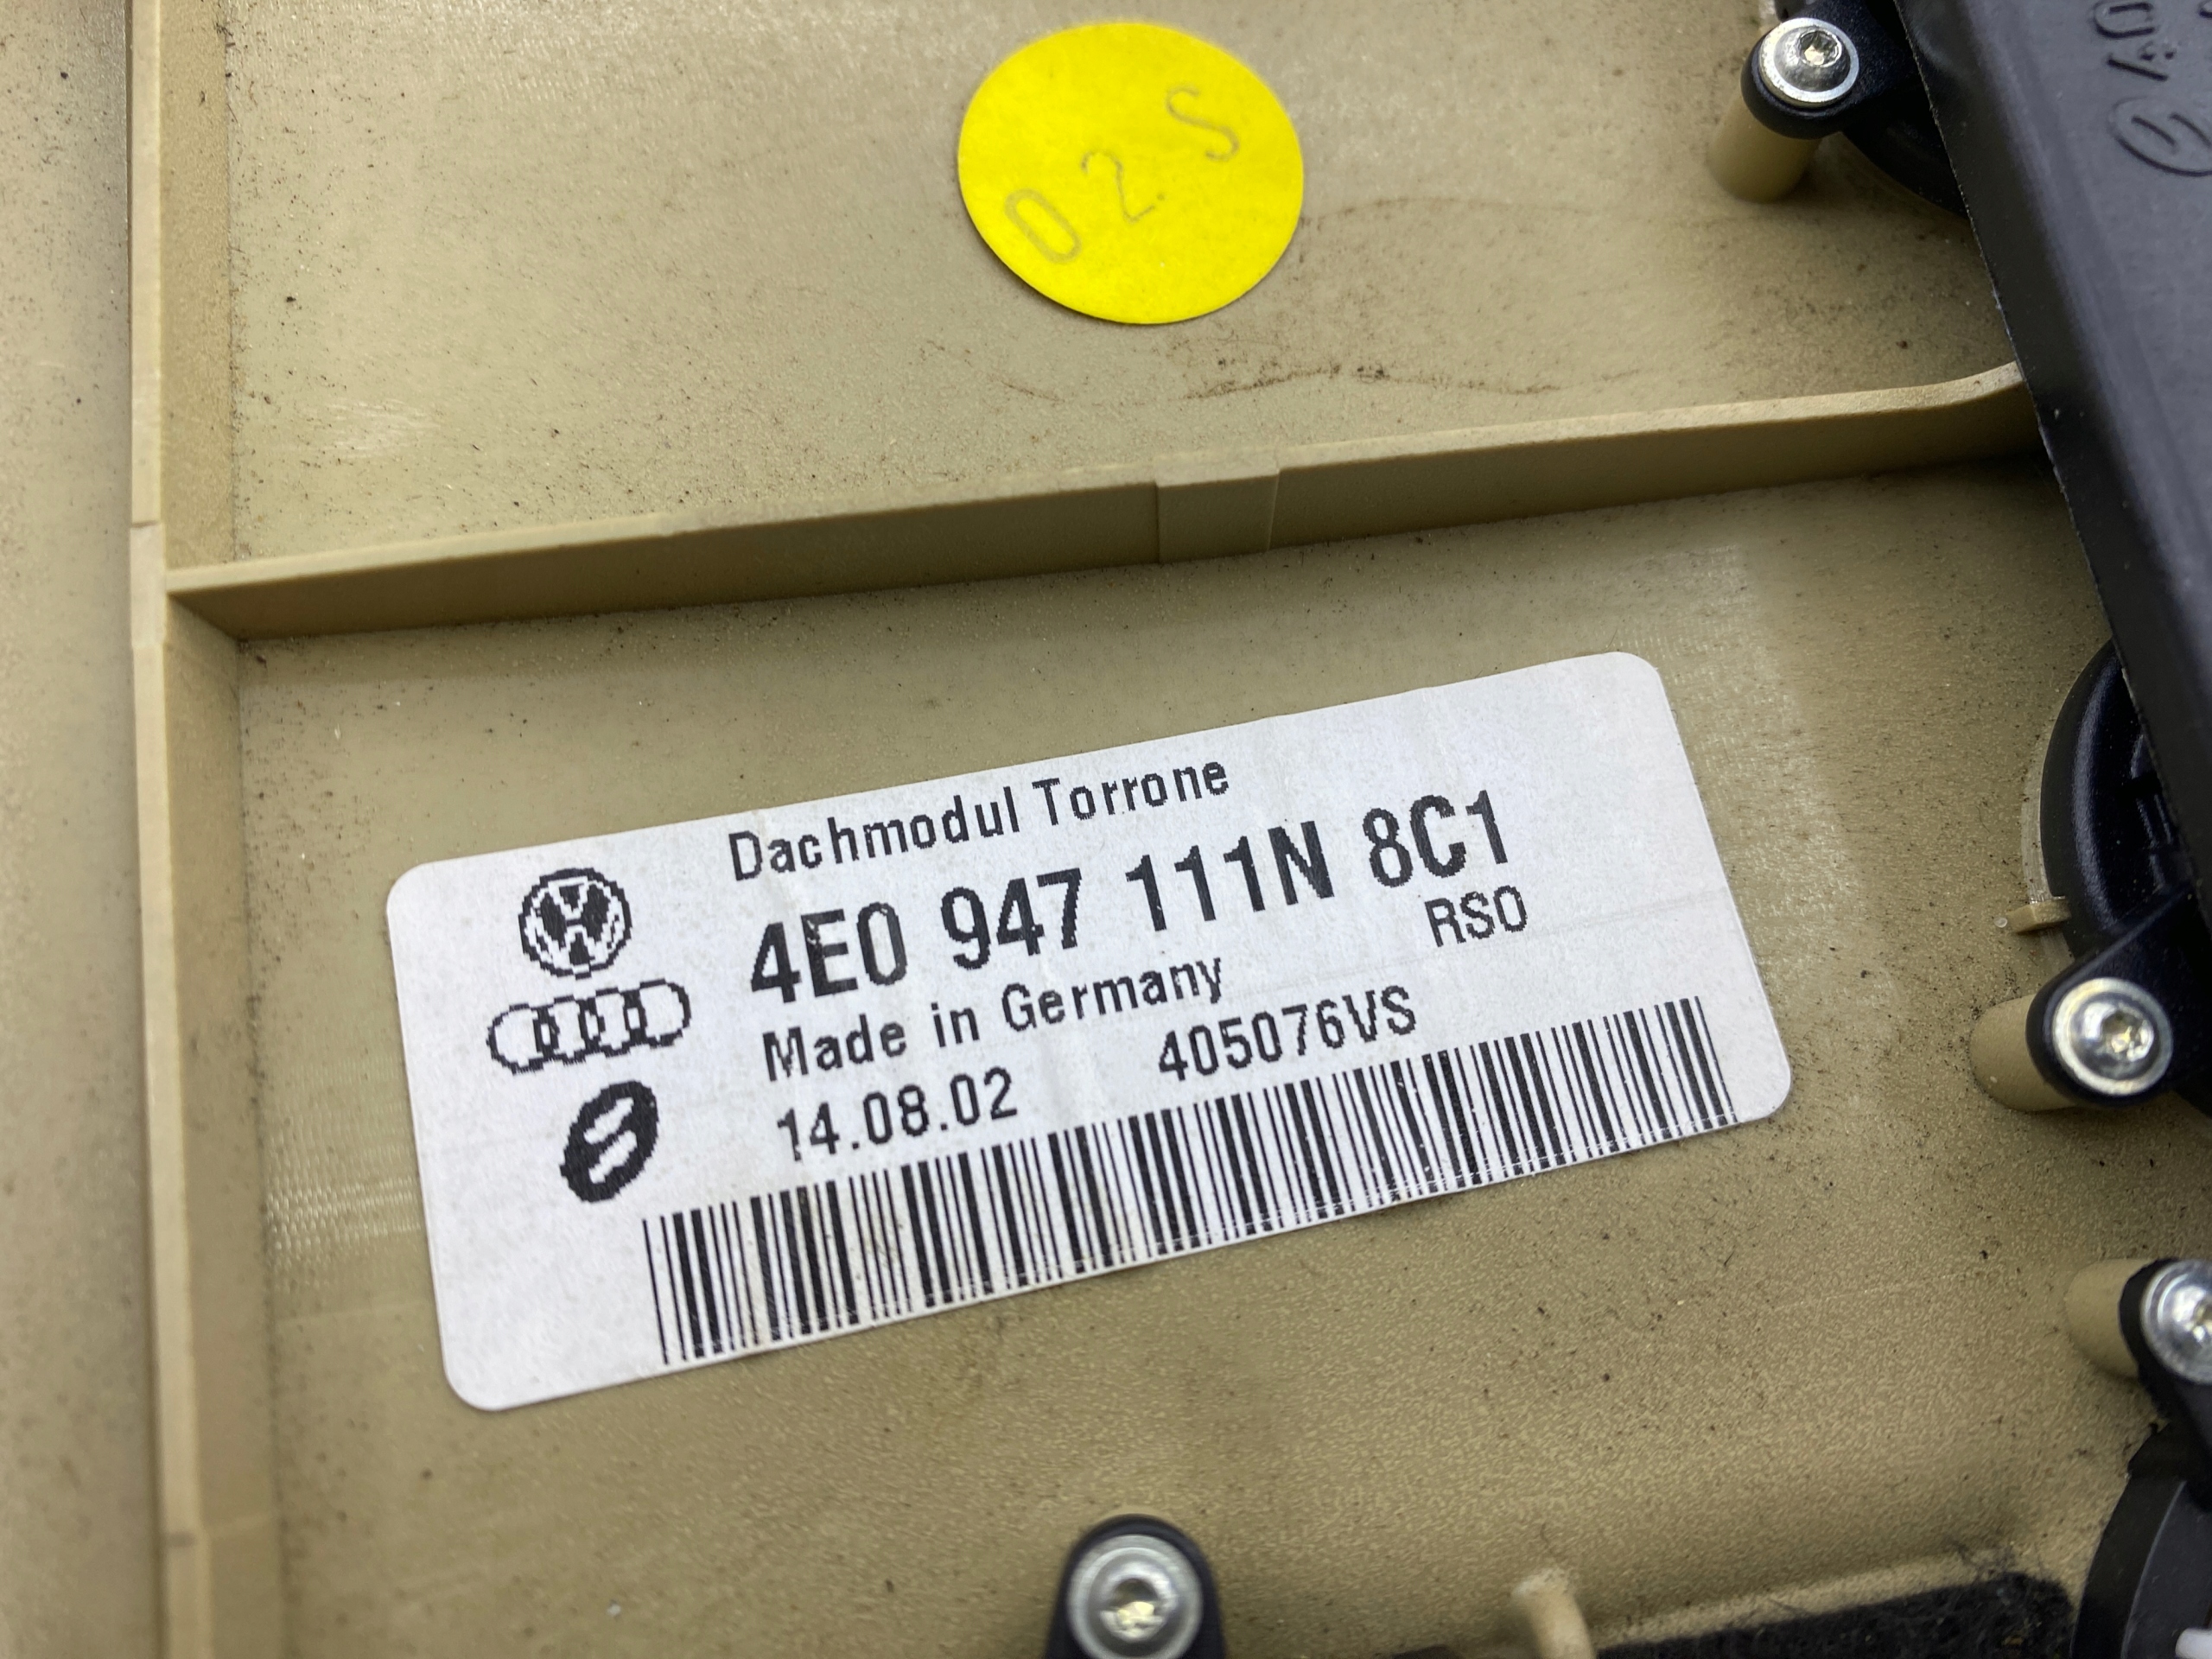 02S
Dachmodul Torrone
4E0 947 111N 8C1
RSO
Made in Germany
14.08.02 405076VS